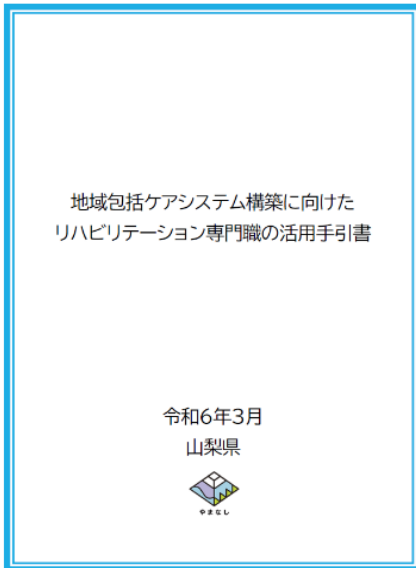 地域包括ケアシステム構築に向けた
リハビリテーション専門職の活用手引書
令和6年3月
山梨県
やまなし